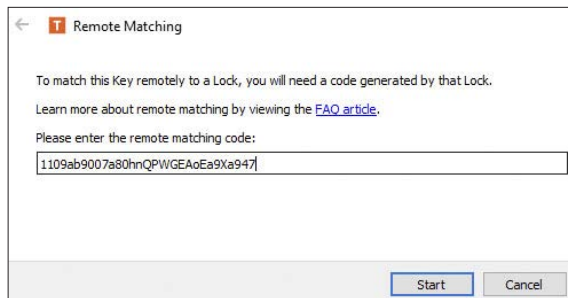 T Remote Matching
To match this Key remotely to a Lock, you will need a code generated by that Lock.
Learn more about remote matching by viewing the FAQ article.
Please enter the remote matching code:
1109ab9007a80hnQPWGEAoEa9Xa947
Start Cancel